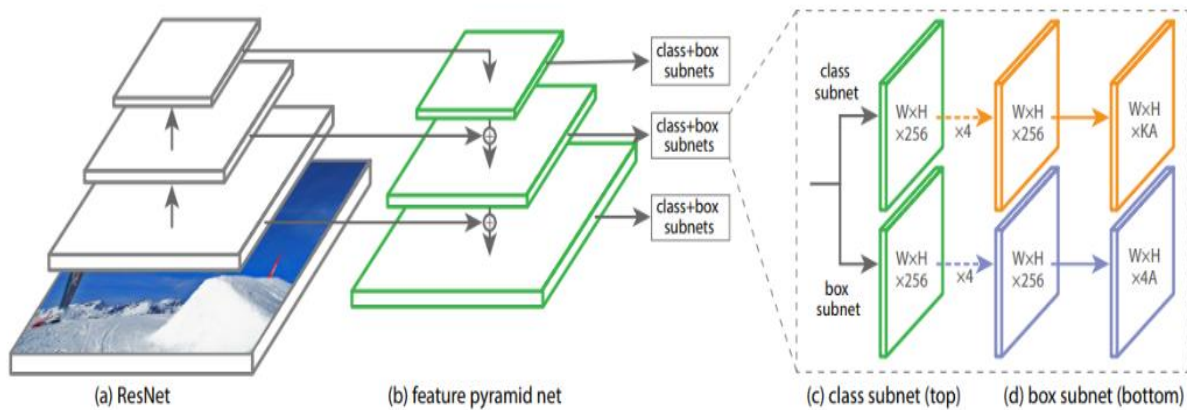 class+box
subnets
class+box
subnets
class+box
subnets
class
subnet
W×H
×256
×4
W×H
×256
W×H
×KA
W×H
×256
×4
W×H
×256
W×H
×4A
box
subnet
(a) ResNet
(b) feature pyramid net
(c) class subnet (top)
(d) box subnet (bottom)